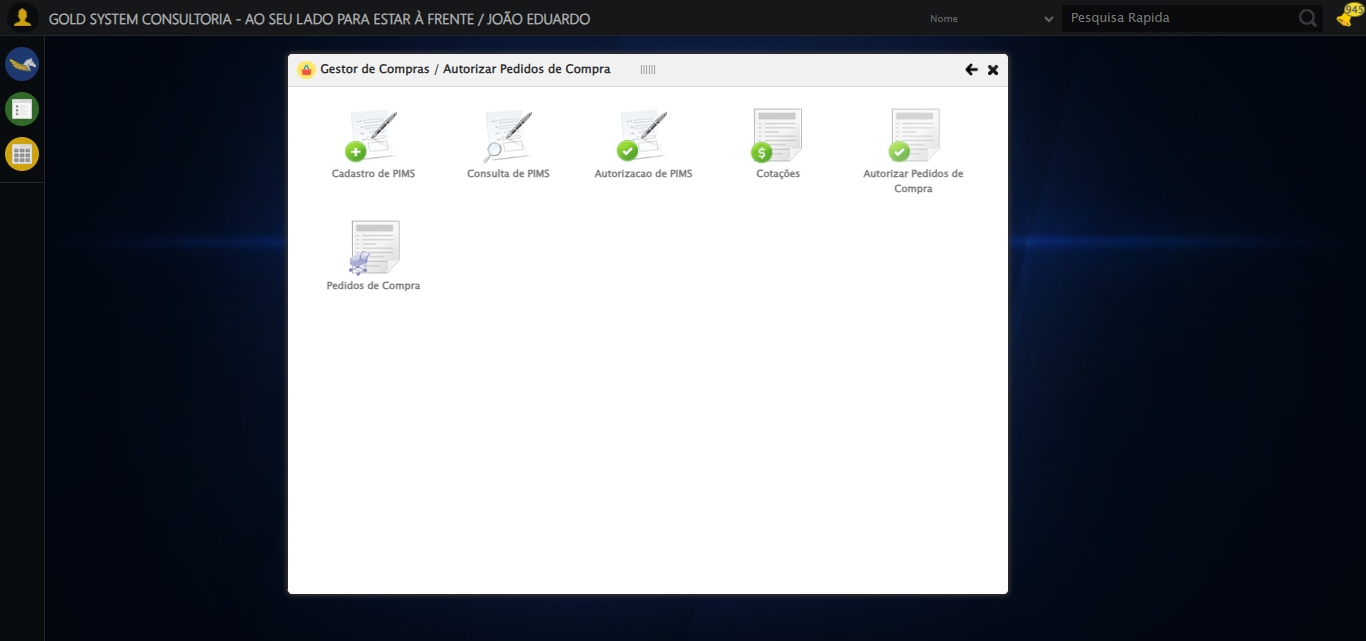 GOLD SYSTEM CONSULTORIA - AO SEU LADO PARA ESTAR À FRENTE / JOÃO EDUARDO
Nome
Pesquisa Rapida
945
Gestor de Compras / Autorizar Pedidos de Compra
Cadastro de PIMS
Consulta de PIMS
Autorizacao de PIMS
Cotações
Autorizar Pedidos de
Compra
Pedidos de Compra